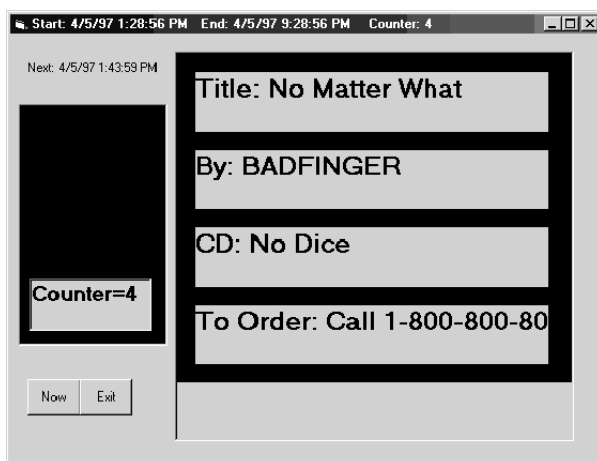 Start: 4/5/97 1:28:56 PM End: 4/5/97 9:28:56 PM Counter: 4
Next: 4/5/97 1:43:59 PM
Title: No Matter What
By: BADFINGER
CD: No Dice
Counter=4
To Order: Call 1-800-800-80
Now Exit